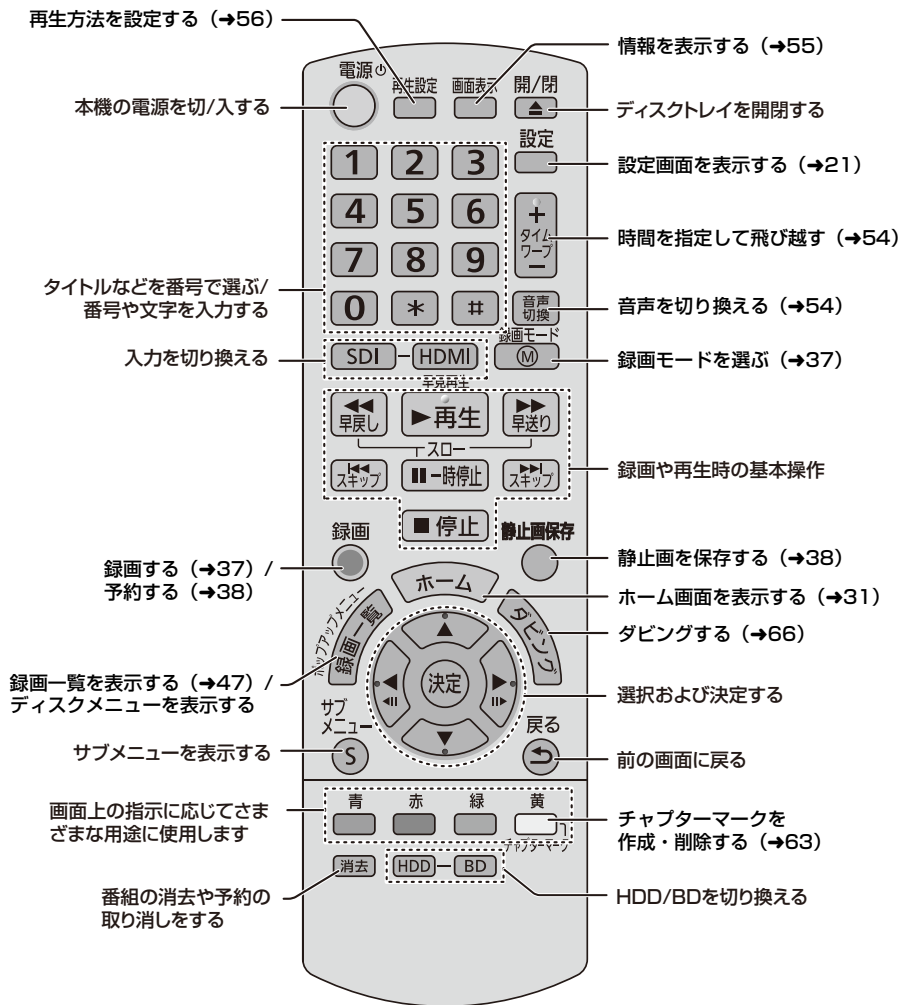 再生方法を設定する（➜56）
情報を表示する（➜55）
電源
再生設定
画面表示
開/閉
本機の電源を切/入する
ディスクトレイを開閉する
設定
1 2 3
設定画面を表示する（➜21）
4 5 6
+
タイム
ワープ
−
時間を指定して飛び越す（➜54）
7 8 9
タイトルなどを番号で選ぶ/
番号や文字を入力する
0 * #
音声
切換
音声を切り換える（➜54）
録画モード
入力を切り換える
SDI HDMI
M
録画モードを選ぶ（➜37）
早見再生
早戻し
再生
早送り
スロー
スキップ
一時停止
スキップ
録画や再生時の基本操作
停止
録画
静止画保存
録画する（➜37）/
予約する（➜38）
静止画を保存する（➜38）
ホーム
ホーム画面を表示する（➜31）
ポップアップメニュー
録画一覧
ダビング
ダビングする（➜66）
録画一覧を表示する（➜47）/
ディスクメニューを表示する
決定
選択および決定する
サブ
メニュー
S
サブメニューを表示する
戻る
前の画面に戻る
画面上の指示に応じてさま
ざまな用途に使用します
青 赤 緑 黄
チャプターマーク
チャプターマークを
作成・削除する（➜63）
消去
HDD BD
番組の消去や予約の
取り消しをする
HDD/BDを切り換える